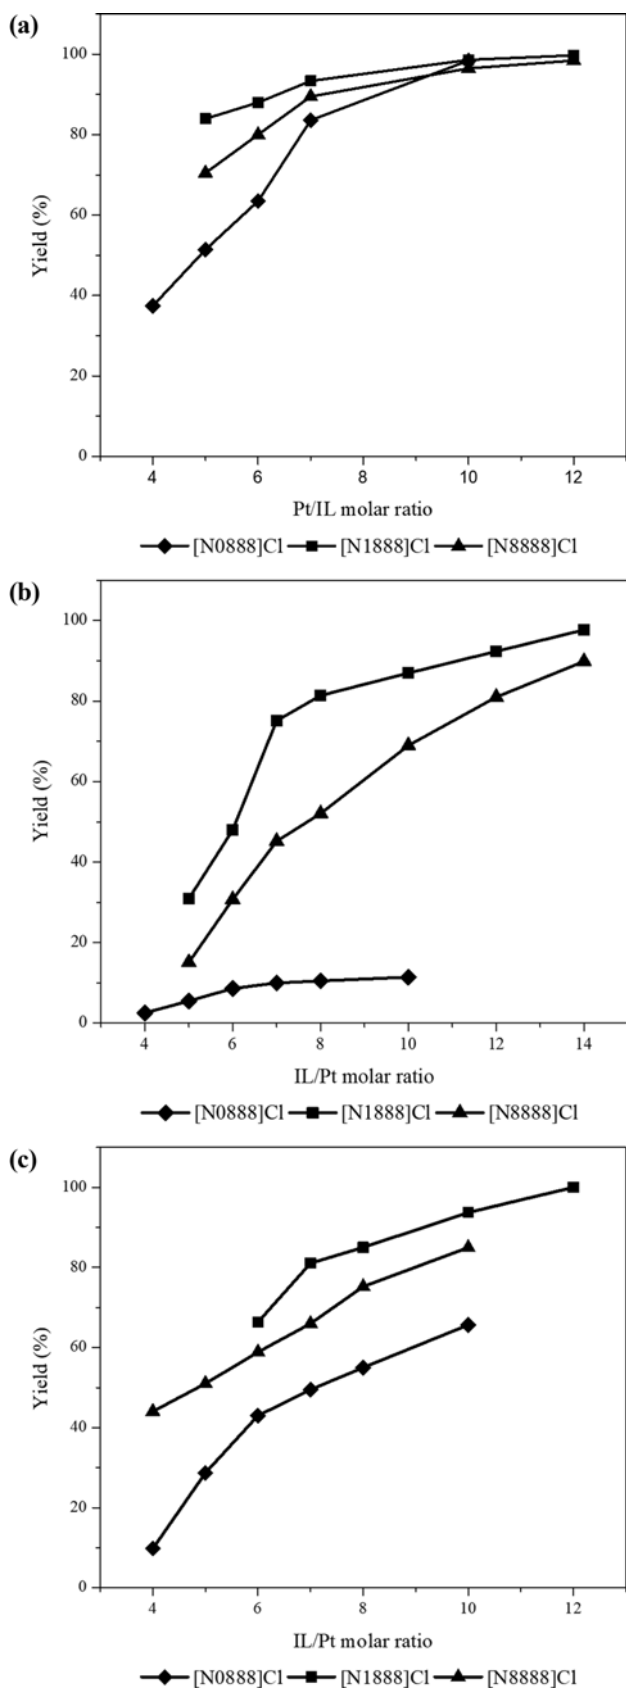 (a)
100
80
60
40
20
0
Yield (%)
4 6 8 10 12
Pt/IL molar ratio
[N0888]Cl [N1888]Cl [N8888]Cl
(b)
100
80
60
40
20
0
Yield (%)
4 6 8 10 12 14
IL/Pt molar ratio
[N0888]Cl [N1888]Cl [N8888]Cl
(c)
100
80
60
40
20
0
Yield (%)
4 6 8 10 12
IL/Pt molar ratio
[N0888]Cl [N1888]Cl [N8888]Cl